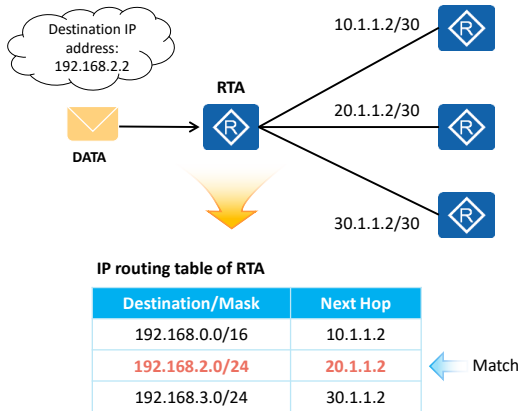 Destination IP
address:
192.168.2.2
10.1.1.2/30
R
RTA
20.1.1.2/30
R
R
DATA
30.1.1.2/30
R
IP routing table of RTA
Destination/Mask Next Hop
192.168.0.0/16 10.1.1.2
192.168.2.0/24 20.1.1.2
Match
192.168.3.0/24 30.1.1.2